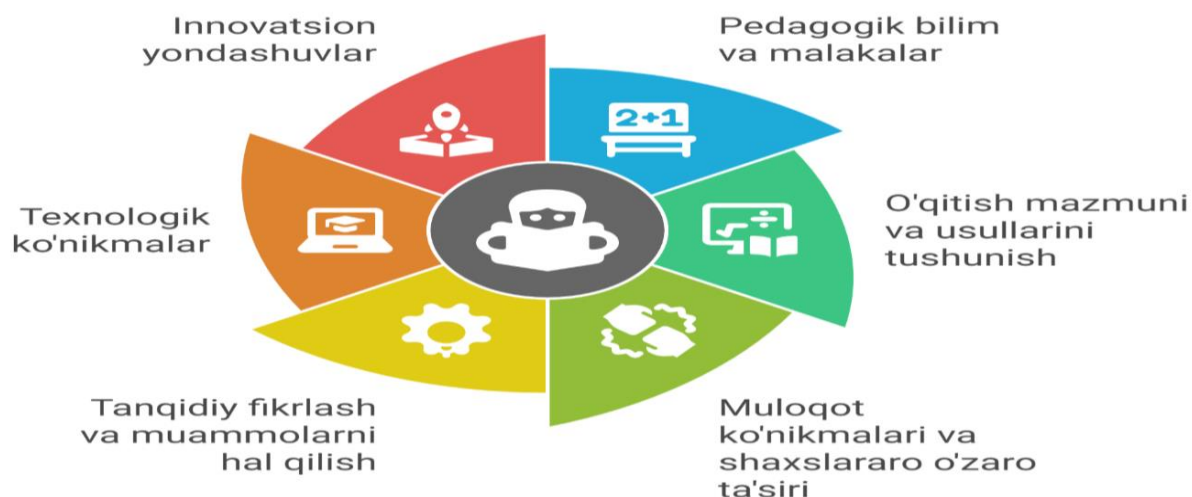 Innovatsion
yondashuvlar
Pedagogik bilim
va malakalar
2+1
Texnologik
ko'nikmalar
O'qitish mazmuni
va usullarini
tushunish
Tanqidiy fikrlash
va muammolarni
hal qilish
Muloqot
ko'nikmalari va
shaxslararo o'zaro
ta'siri